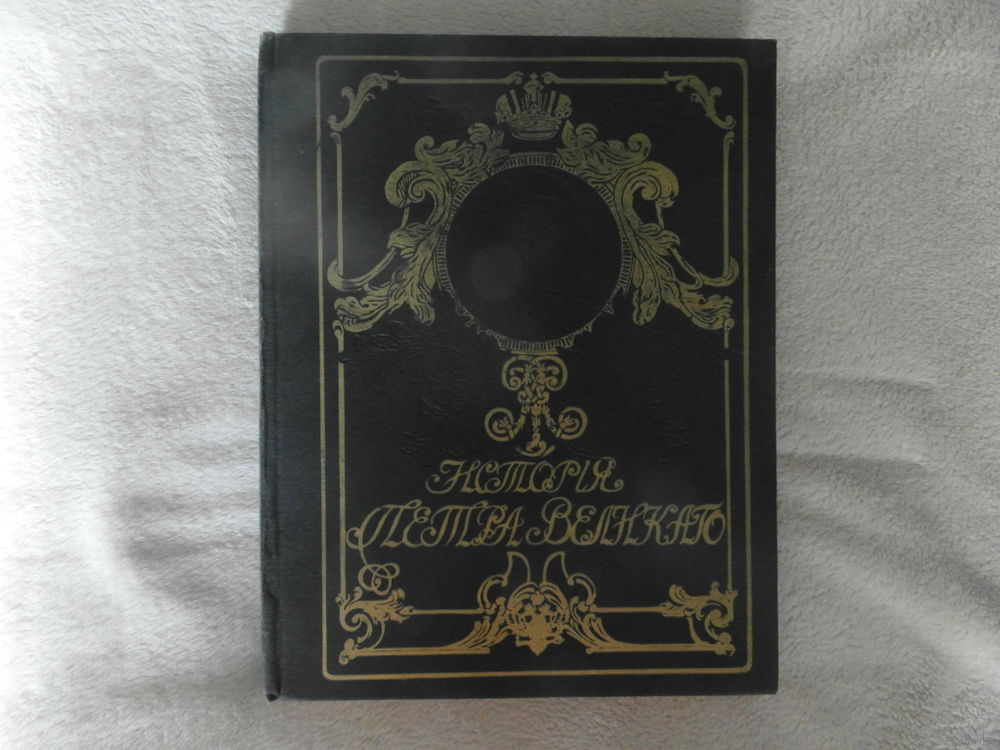 Исторія
Петра Великаго